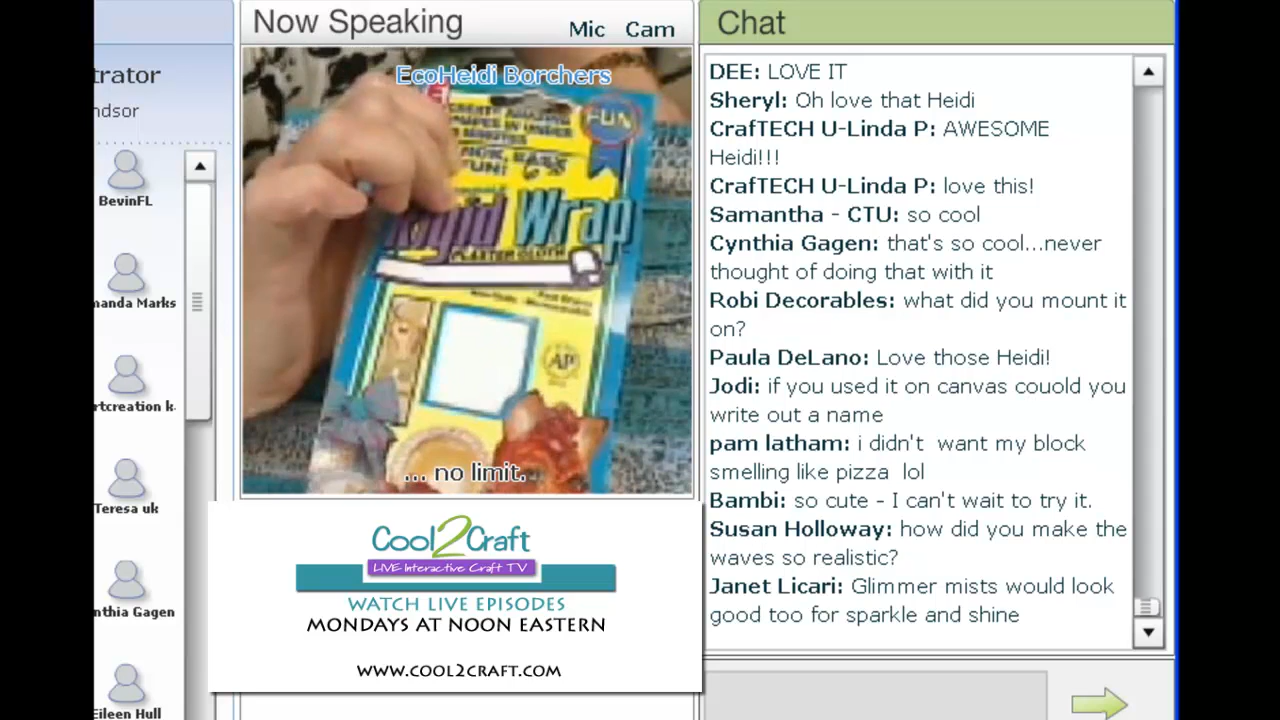 Now Speaking
Mic Cam
Chat
trator
ndsor
BevinFL
manda Marks
rtcreation k
Teresa uk
nthia Gagen
Eileen Hull
EcoHeidi Borchers
FUN
FUN!
Wrap
PLASTER CLOTH
AP
... no limit.
Cool2Craft
LIVE Interactive Craft TV
WATCH LIVE EPISODES
MONDAYS AT NOON EASTERN
WWW.COOL2CRAFT.COM
DEE: LOVE IT
Sheryl: Oh love that Heidi
CrafTECH U-Linda P: AWESOME
Heidi!!!
CrafTECH U-Linda P: love this!
Samantha - CTU: so cool
Cynthia Gagen: that's so cool...never
thought of doing that with it
Robi Decorables: what did you mount it
on?
Paula DeLano: Love those Heidi!
Jodi: if you used it on canvas couold you
write out a name
pam latham: i didn't want my block
smelling like pizza lol
Bambi: so cute - I can't wait to try it.
Susan Holloway: how did you make the
waves so realistic?
Janet Licari: Glimmer mists would look
good too for sparkle and shine